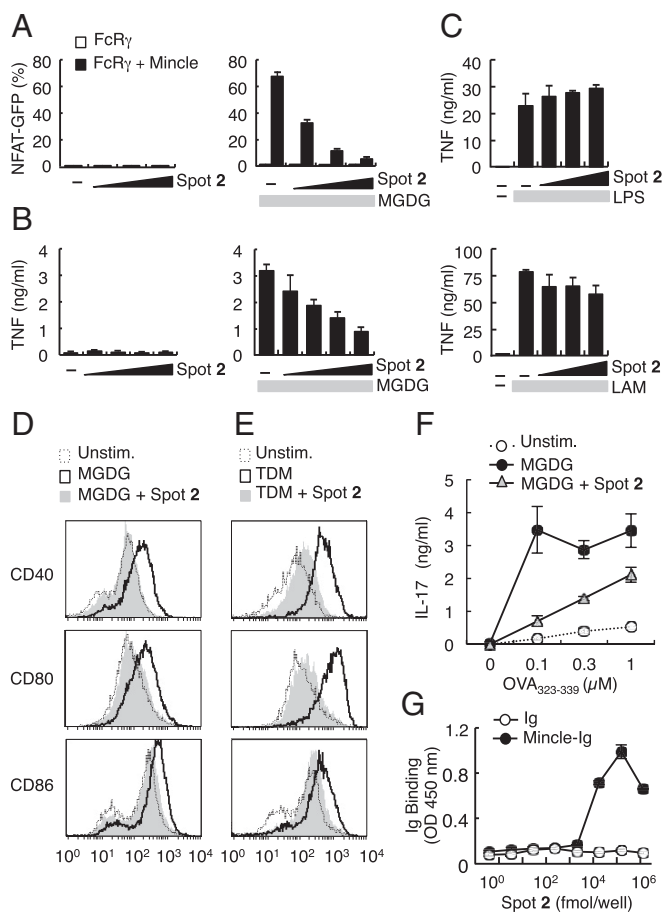 A
FcRγ
FcRγ + Mincle
NFAT-GFP (%)
80
60
40
20
0
– Spot 2
80
60
40
20
0
– Spot 2
MGDG
B
TNF (ng/ml)
4
3
2
1
0
– Spot 2
4
3
2
1
0
– Spot 2
MGDG
C
TNF (ng/ml)
40
30
20
10
0
– – Spot 2
– LPS
TNF (ng/ml)
100
75
50
25
0
– – Spot 2
– LAM
D
Unstim.
MGDG
MGDG + Spot 2
E
Unstim.
TDM
TDM + Spot 2
CD40
CD80
CD86
10⁰ 10¹ 10² 10³ 10⁴
10⁰ 10¹ 10² 10³ 10⁴
F
Unstim.
MGDG
MGDG + Spot 2
IL-17 (ng/ml)
5
4
3
2
1
0
0 0.1 0.3 1
OVA₃₂₃₋₃₃₉ (µM)
G
Ig
Mincle-Ig
Ig Binding
(OD 450 nm)
1.2
0.8
0.4
0
10⁰ 10² 10⁴ 10⁶
Spot 2 (fmol/well)